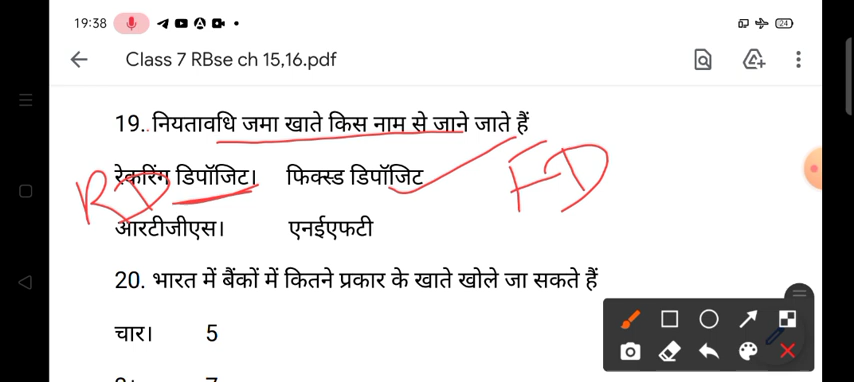 19:38 24
Class 7 RBse ch 15,16.pdf
19. नियतावधि जमा खाते किस नाम से जाने जाते हैं
रेकरिंग डिपॉजिट। फिक्स्ड डिपॉजिट
RD FD
आरटीजीएस। एनईएफटी
20. भारत में बैंकों में कितने प्रकार के खाते खोले जा सकते हैं
चार। 5